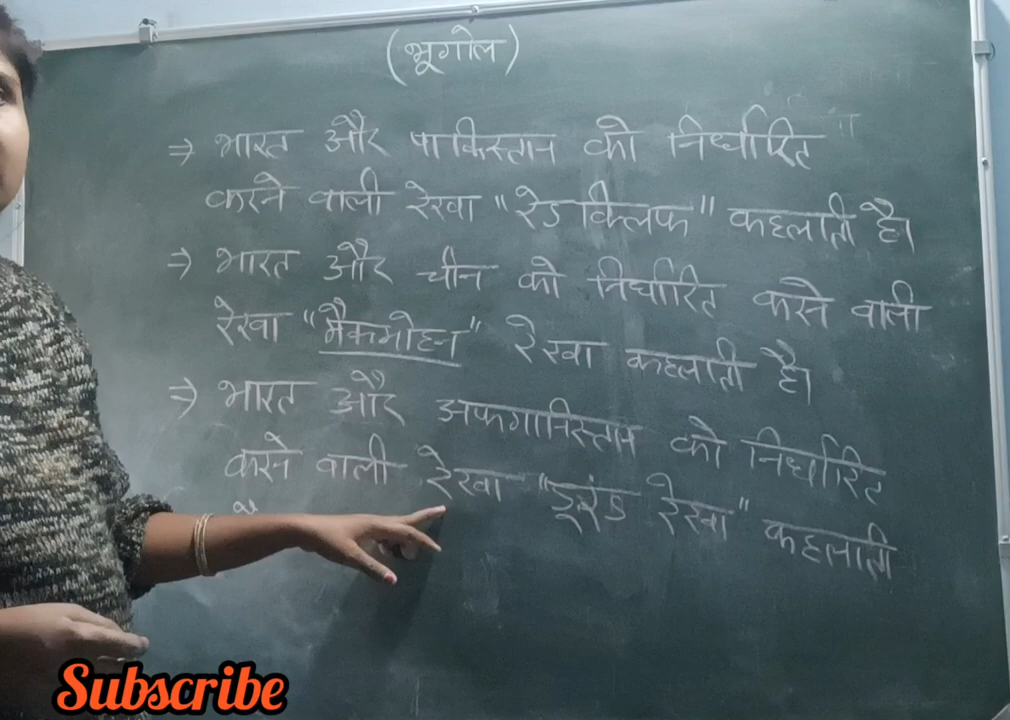 (भूगोल)
⇒ भारत और पाकिस्तान को निर्धारित
करने वाली रेखा "रेडक्लिफ" कहलाती है।
⇒ भारत और चीन को निर्धारित करने वाली
रेखा "मैकमोहन" रेखा कहलाती है।
⇒ भारत और अफगानिस्तान को निर्धारित
करने वाली रेखा "डूरंड रेखा" कहलाती
Subscribe